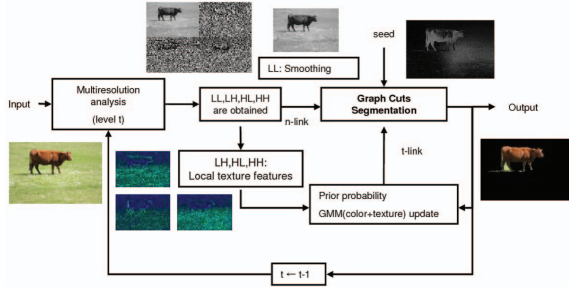 seed
LL: Smoothing
Input
Multiresolution
analysis
(level t)
LL,LH,HL,HH
are obtained
n-link
Graph Cuts
Segmentation
Output
LH,HL,HH:
Local texture features
t-link
Prior probability
GMM(color+texture) update
t ← t-1